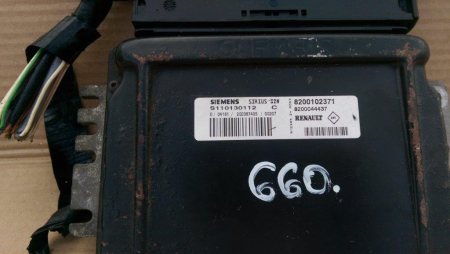 SIEMENS SIRIUS 32N
S110130112 C
8200102371
8200044437
RENAULT
660.